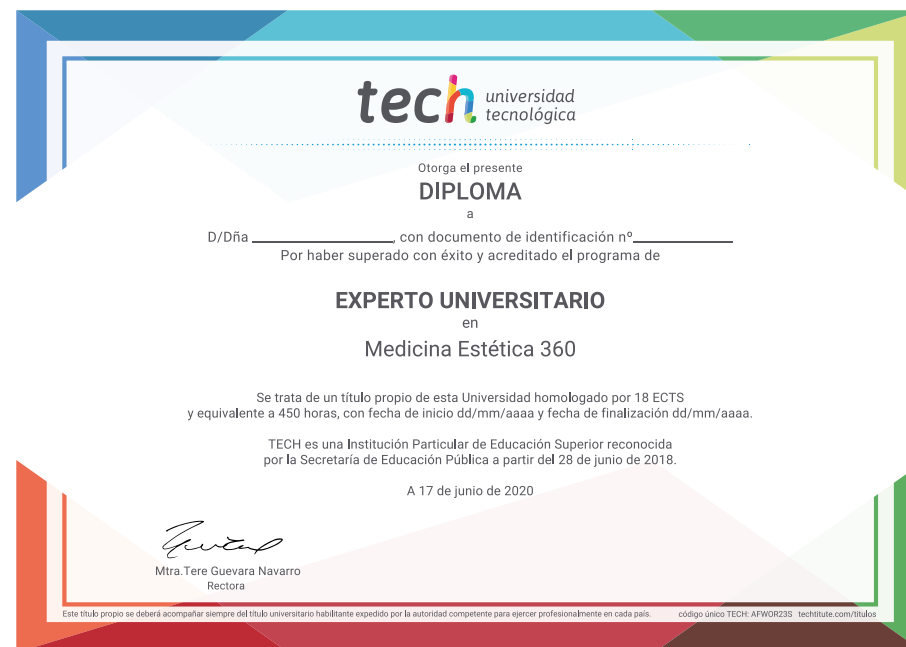 tech universidad
tecnológica
Otorga el presente
DIPLOMA
a
D/Dña ____________________, con documento de identificación nº______________
Por haber superado con éxito y acreditado el programa de
EXPERTO UNIVERSITARIO
en
Medicina Estética 360
Se trata de un título propio de esta Universidad homologado por 18 ECTS
y equivalente a 450 horas, con fecha de inicio dd/mm/aaaa y fecha de finalización dd/mm/aaaa.
TECH es una Institución Particular de Educación Superior reconocida
por la Secretaría de Educación Pública a partir del 28 de junio de 2018.
A 17 de junio de 2020
Mtra.Tere Guevara Navarro
Rectora
Este título propio se deberá acompañar siempre del título universitario habilitante expedido por la autoridad competente para ejercer profesionalmente en cada país. código único TECH: AFWOR23S techtitute.com/titulos